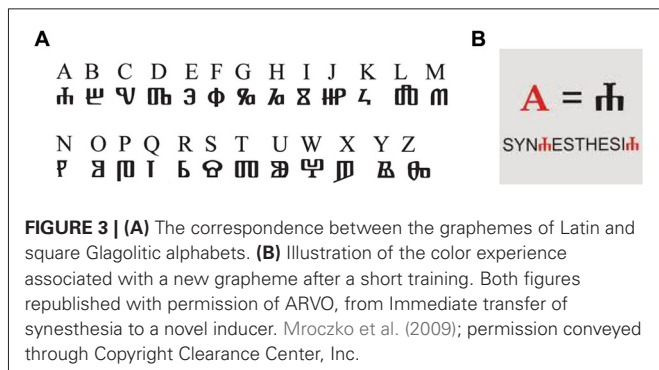 A
A B C D E F G H I J K L M
N O P Q R S T U W X Y Z
B
A = Ⰰ
SYNⰀESTHESIⰀ
FIGURE 3 | (A) The correspondence between the graphemes of Latin and
square Glagolitic alphabets. (B) Illustration of the color experience
associated with a new grapheme after a short training. Both figures
republished with permission of ARVO, from Immediate transfer of
synesthesia to a novel inducer. Mroczko et al. (2009); permission conveyed
through Copyright Clearance Center, Inc.